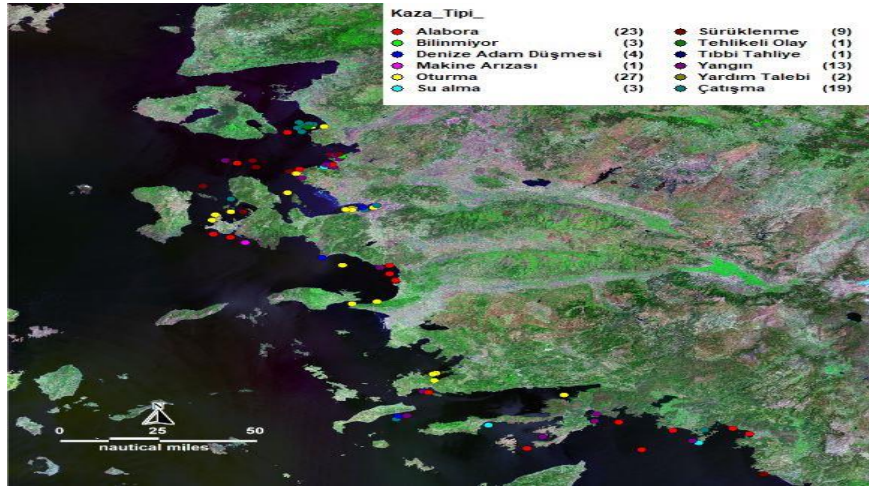 Kaza_Tipi_
Alabora (23)
Bilinmiyor (3)
Denize Adam Düşmesi (4)
Makine Arızası (1)
Oturma (27)
Su alma (3)
Sürüklenme (9)
Tehlikeli Olay (1)
Tıbbi Tahliye (1)
Yangın (13)
Yardım Talebi (2)
Çatışma (19)
0 25 50
nautical miles